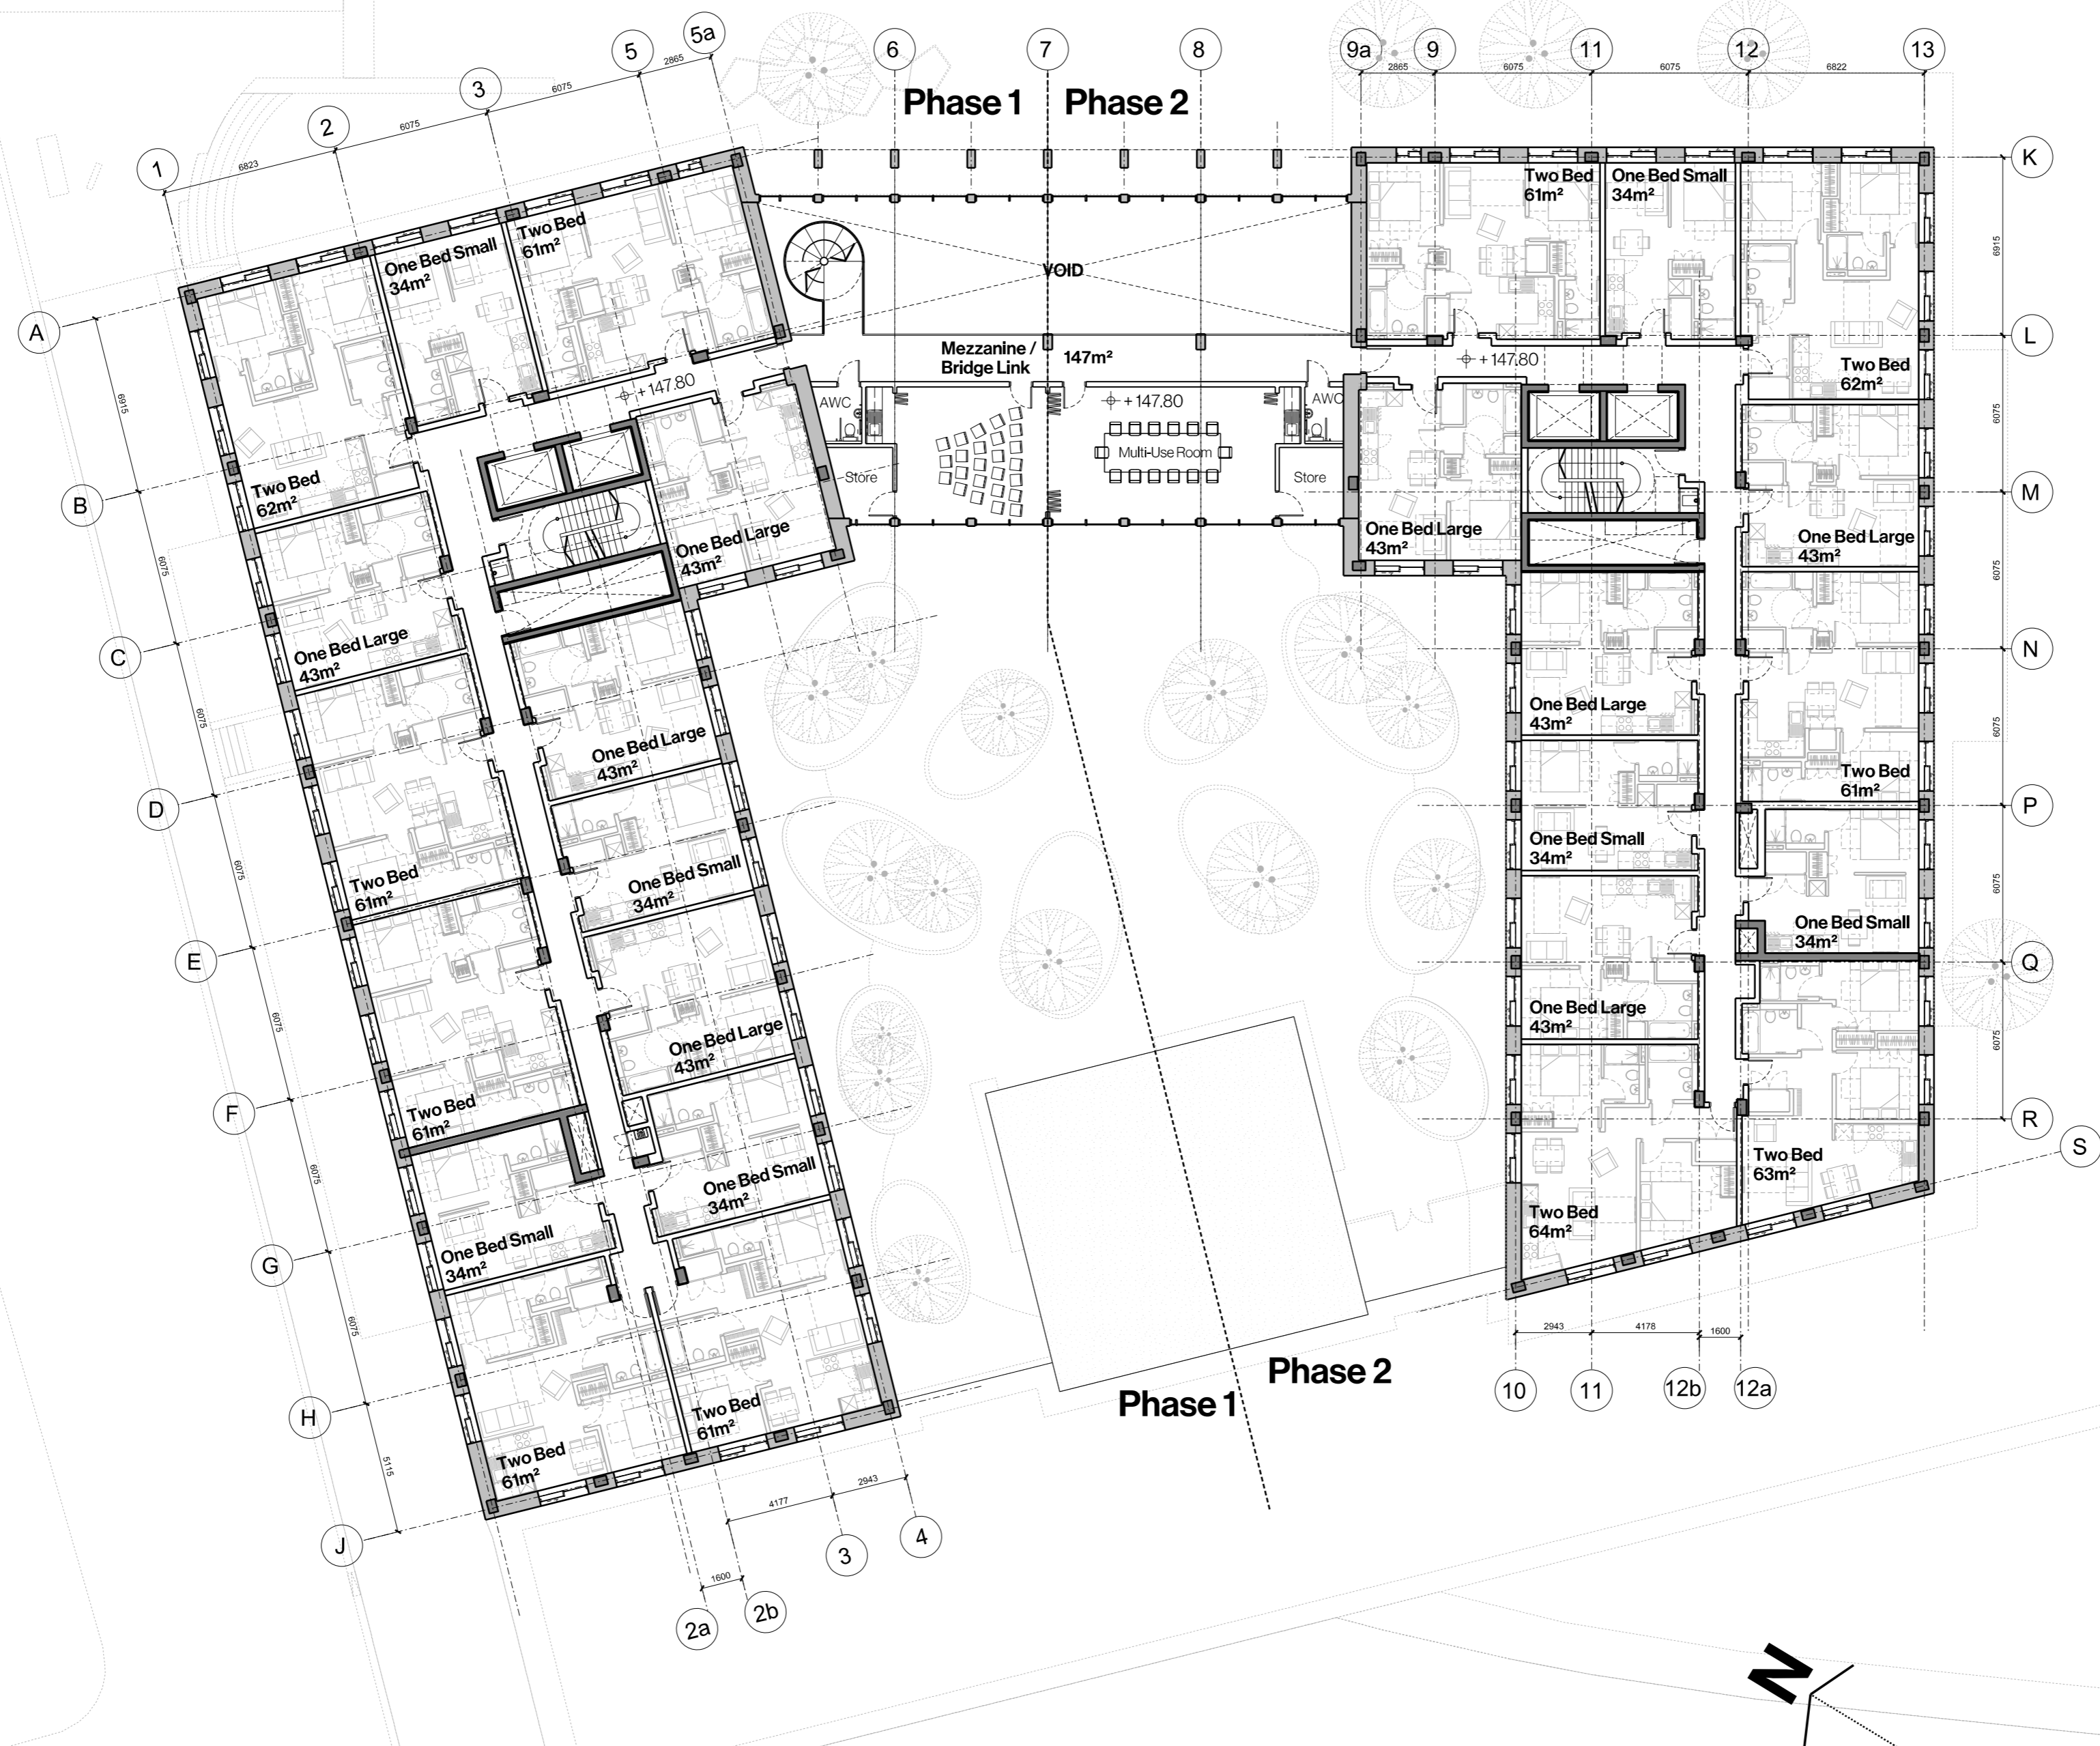 1
2
3
5
5a
6
7
8
9a
9
11
12
13
6823
6075
6075
2865
2865
6075
6075
6822
Phase 1
Phase 2
A
B
C
D
E
F
G
H
J
6915
6075
6075
6075
6075
6075
6075
5115
K
L
M
N
P
Q
R
S
6915
6075
6075
6075
6075
6075
One Bed Small
34m²
Two Bed
61m²
+147.80
Two Bed
62m²
One Bed Large
43m²
One Bed Large
43m²
One Bed Large
43m²
Two Bed
61m²
One Bed Small
34m²
Two Bed
61m²
One Bed Large
43m²
One Bed Small
34m²
One Bed Small
34m²
Two Bed
61m²
Two Bed
61m²
VOID
Mezzanine /
Bridge Link
147m²
AWC
Store
+147.80
Multi-Use Room
AWC
Store
Two Bed
61m²
One Bed Small
34m²
+147.80
Two Bed
62m²
One Bed Large
43m²
One Bed Large
43m²
One Bed Large
43m²
Two Bed
61m²
One Bed Small
34m²
One Bed Small
34m²
One Bed Large
43m²
Two Bed
63m²
Two Bed
64m²
2943
4178
1600
10
11
12b
12a
Phase 1
Phase 2
4177
2943
1600
2a
2b
3
4
N